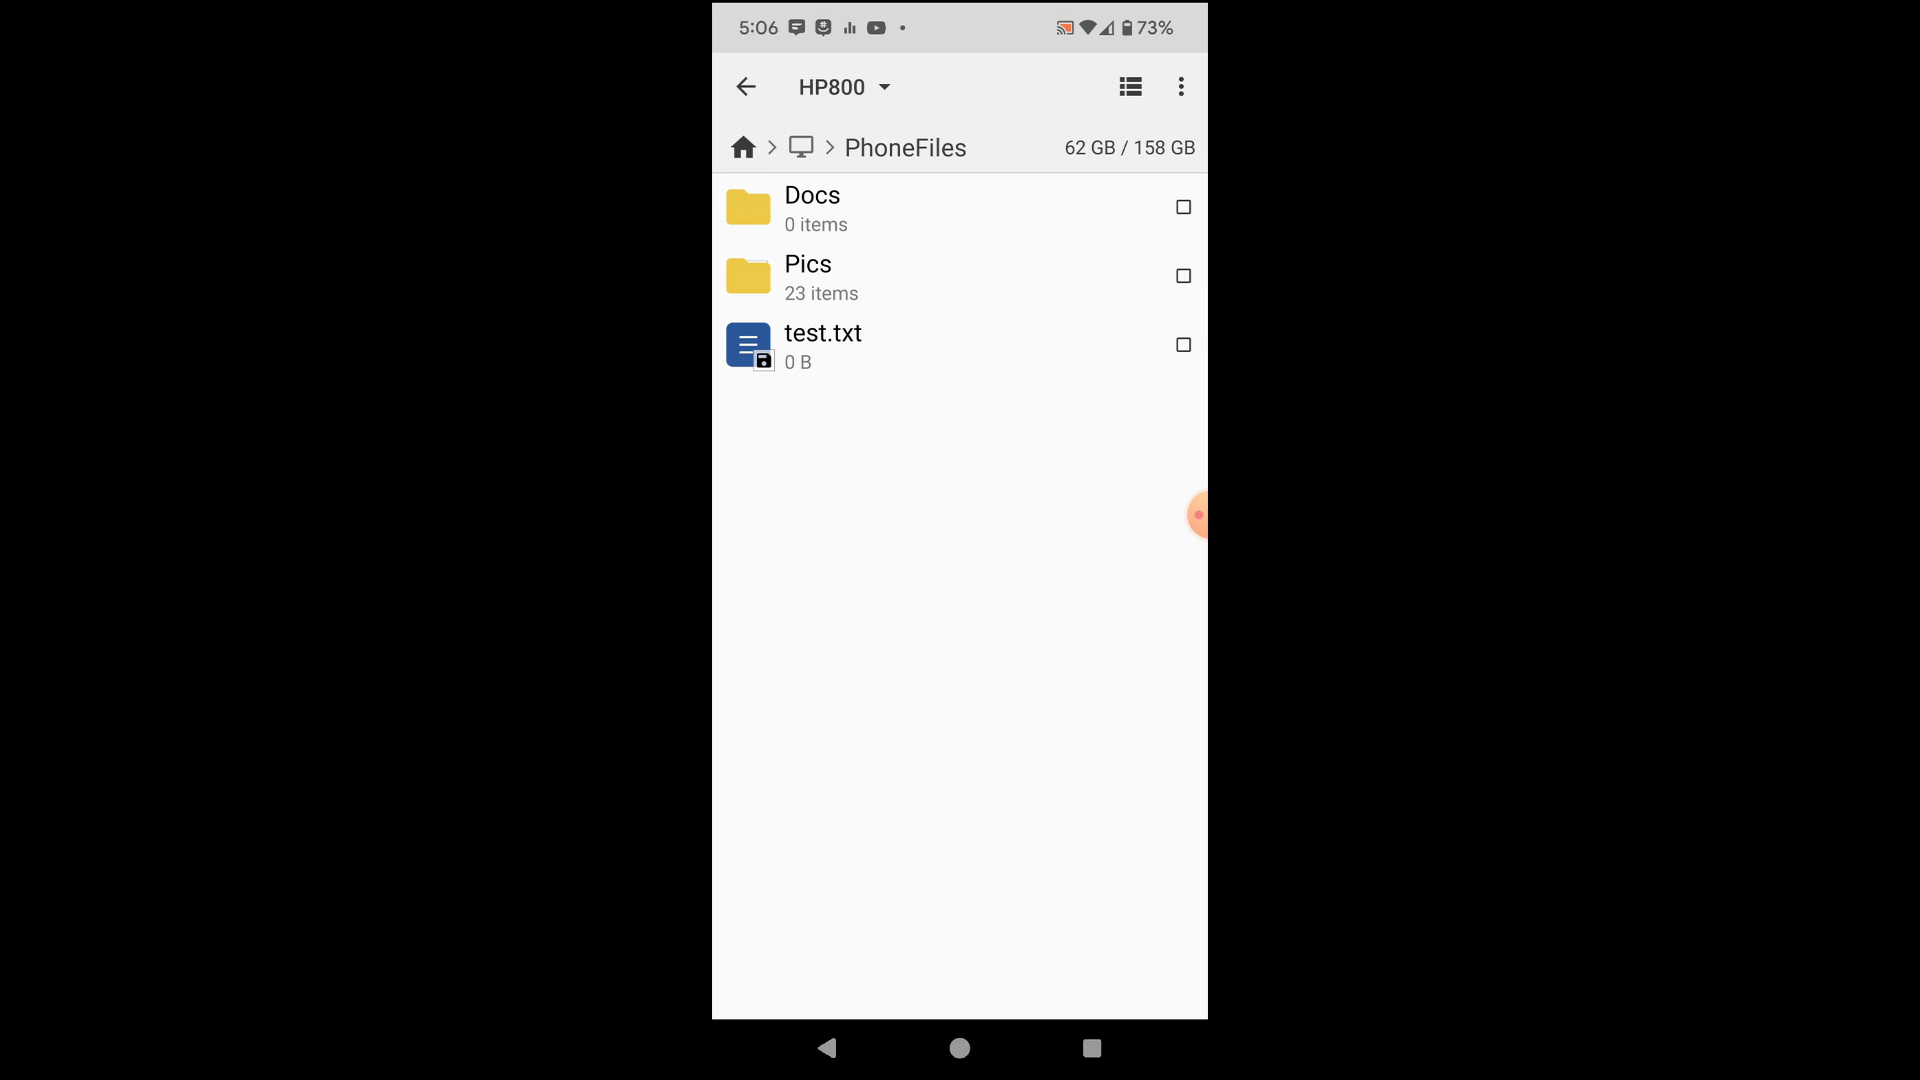 5:06 73%
HP800
PhoneFiles 62 GB / 158 GB
Docs
0 items
Pics
23 items
test.txt
0 B